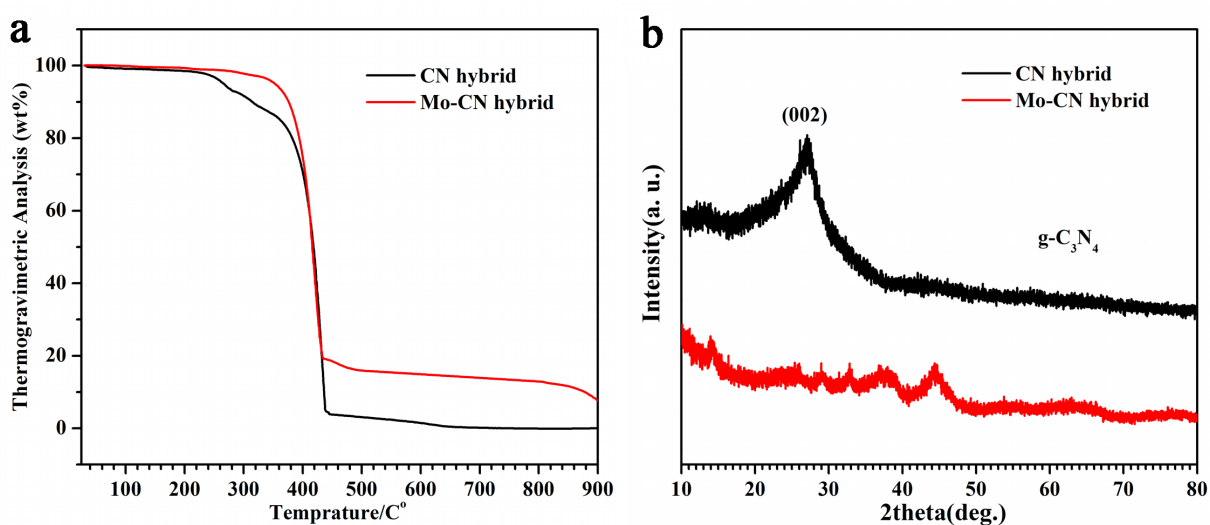 a
Thermogravimetric Analysis (wt%)
100
80
60
40
20
0
CN hybrid
Mo-CN hybrid
100 200 300 400 500 600 700 800 900
Temprature/C°
b
Intensity(a. u.)
CN hybrid
Mo-CN hybrid
(002)
g-C₃N₄
10 20 30 40 50 60 70 80
2theta(deg.)